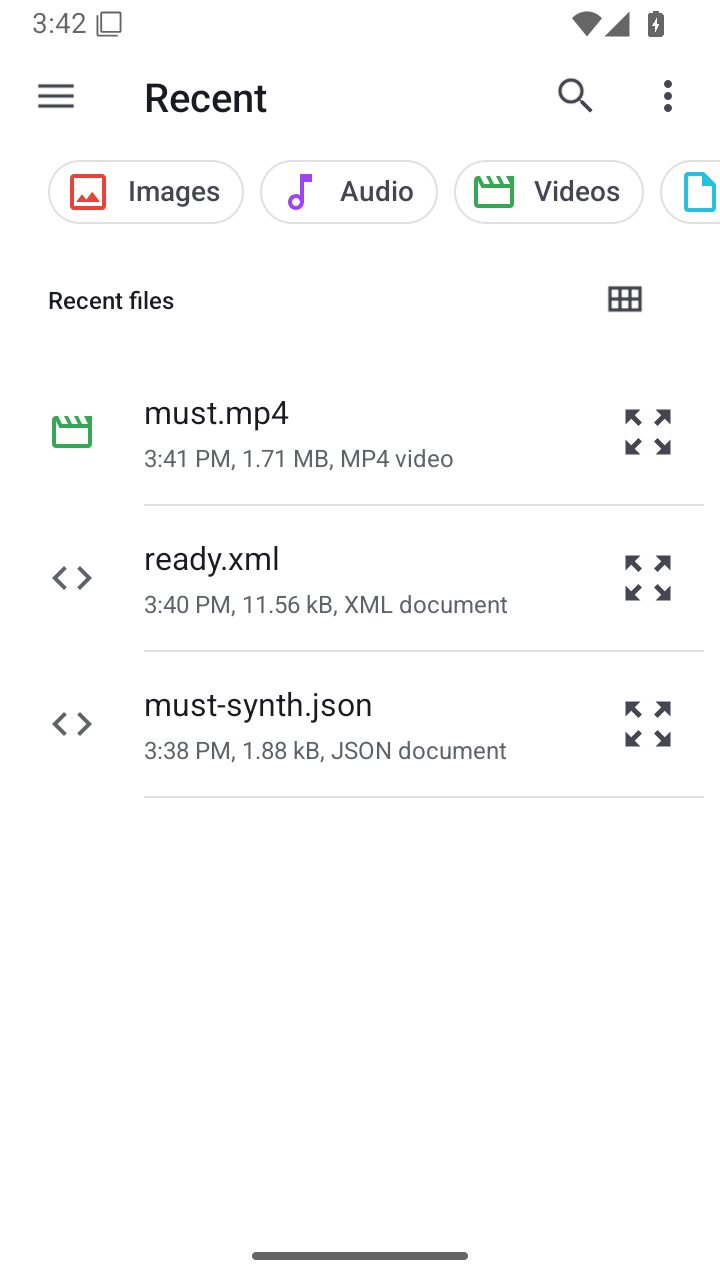 3:42
Recent
Images
Audio
Videos
Recent files
must.mp4
3:41 PM, 1.71 MB, MP4 video
ready.xml
3:40 PM, 11.56 kB, XML document
must-synth.json
3:38 PM, 1.88 kB, JSON document